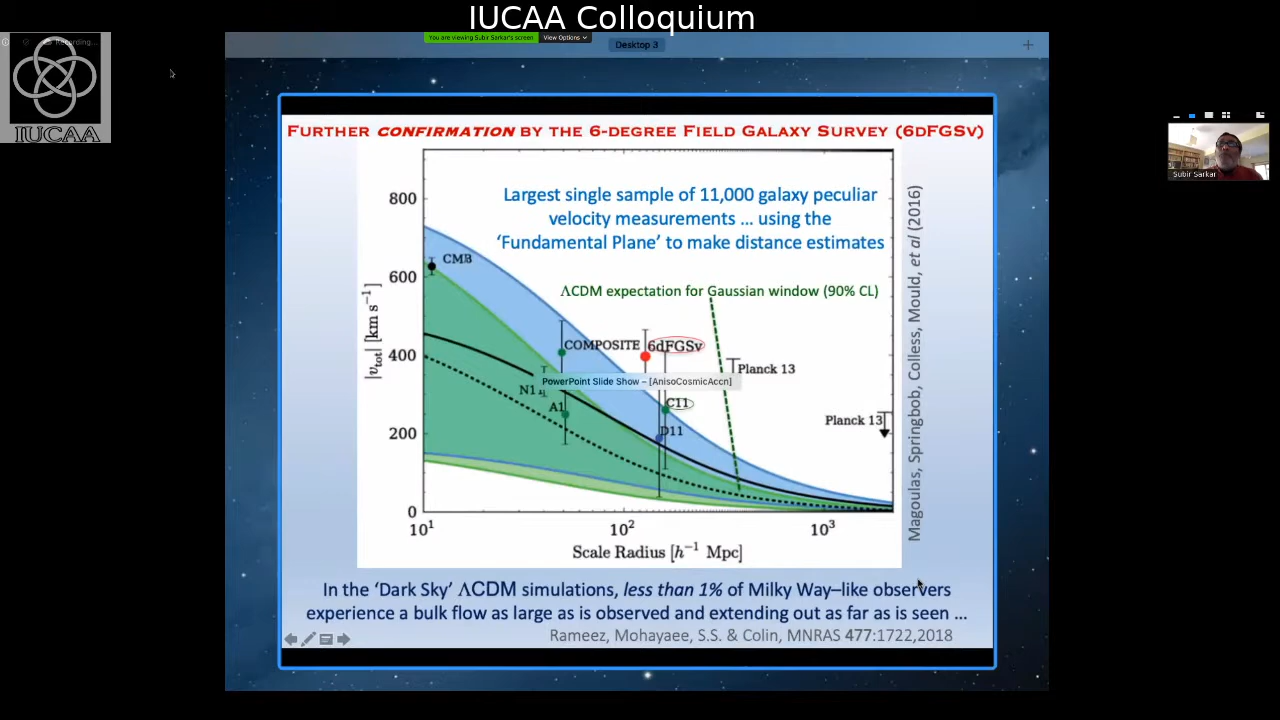 IUCAA Colloquium
Recording...
You are viewing Subir Sarkar's screen
View Options
Desktop 3
IUCAA
FURTHER CONFIRMATION BY THE 6-DEGREE FIELD GALAXY SURVEY (6DFGSV)
Largest single sample of 11,000 galaxy peculiar
velocity measurements ... using the
‘Fundamental Plane’ to make distance estimates
ΛCDM expectation for Gaussian window (90% CL)
800
600
400
200
0
|v_tot| [km s⁻¹]
CMB
COMPOSITE
6dFGSv
Planck 13
PowerPoint Slide Show – [AnisoCosmicAccn]
N1
A1
CT1
D11
Planck 13
10¹
10²
10³
Scale Radius [h⁻¹ Mpc]
Magoulas, Springbob, Colless, Mould, et al (2016)
In the ‘Dark Sky’ ΛCDM simulations, less than 1% of Milky Way–like observers
experience a bulk flow as large as is observed and extending out as far as is seen ...
Rameez, Mohayaee, S.S. & Colin, MNRAS 477:1722,2018
Subir Sarkar